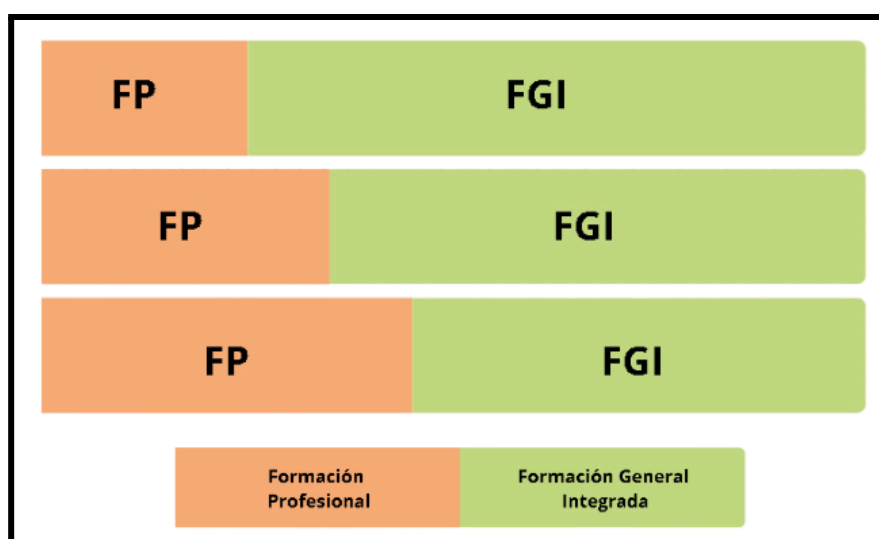 FP FGI
FP FGI
FP FGI
Formación Profesional
Formación General Integrada